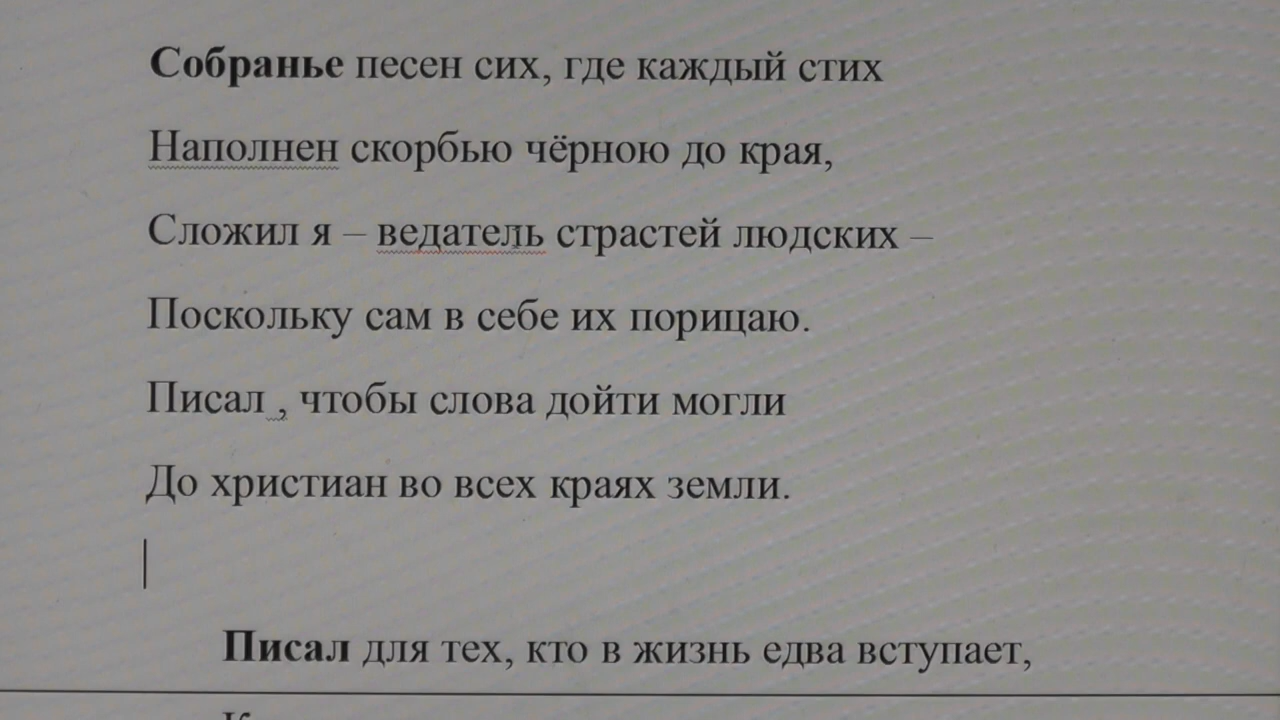 Собранье песен сих, где каждый стих
Наполнен скорбью чёрною до края,
Сложил я – ведатель страстей людских –
Поскольку сам в себе их порицаю.
Писал , чтобы слова дойти могли
До христиан во всех краях земли.
Писал для тех, кто в жизнь едва вступает,